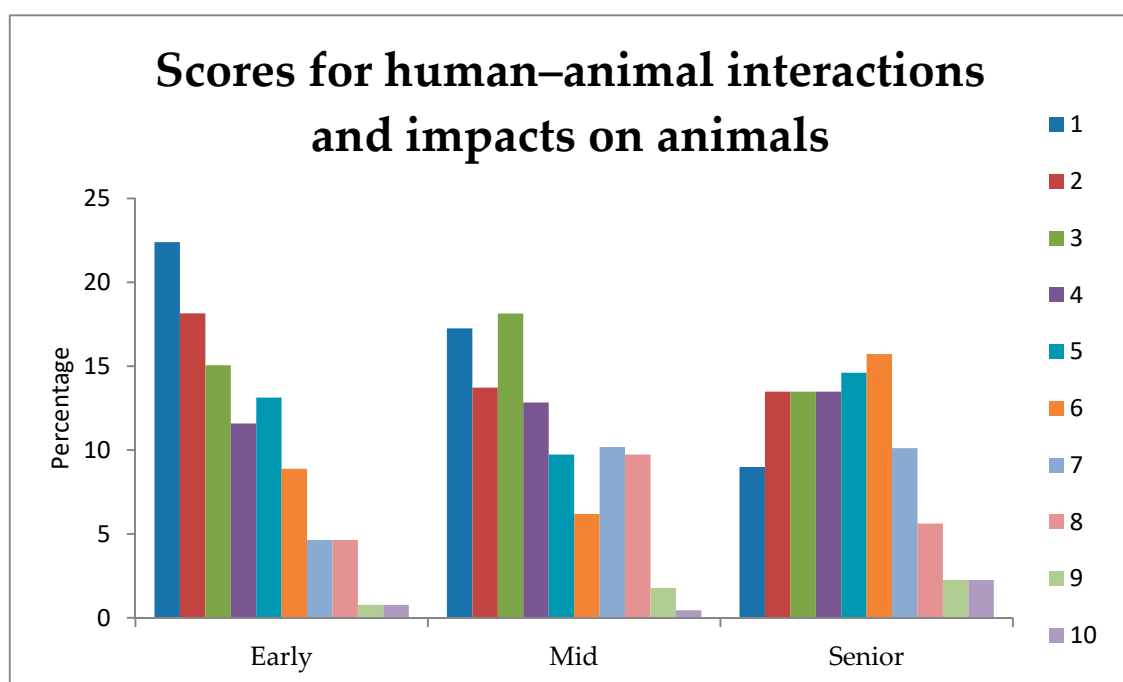 Scores for human–animal interactions
and impacts on animals
Percentage
25
20
15
10
5
0
Early
Mid
Senior
1
2
3
4
5
6
7
8
9
10